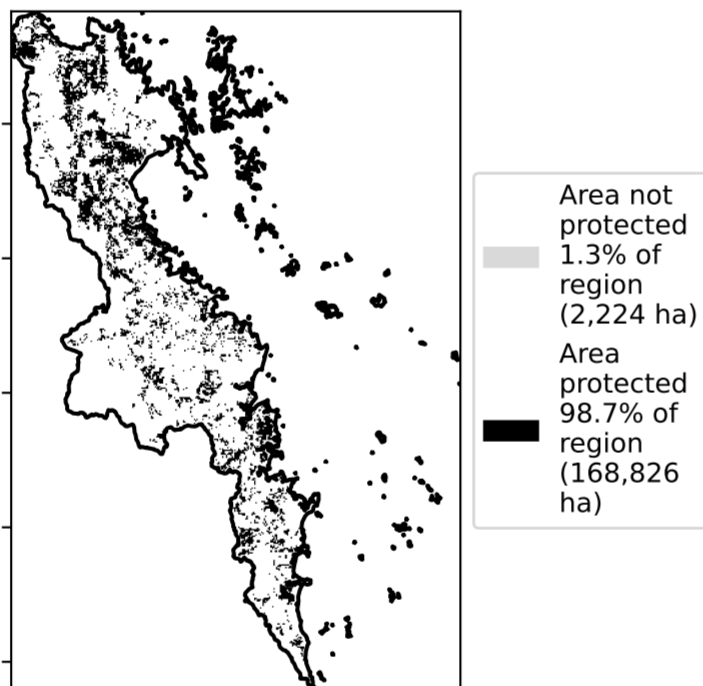 Area not
protected
1.3% of
region
(2,224 ha)
Area
protected
98.7% of
region
(168,826
ha)